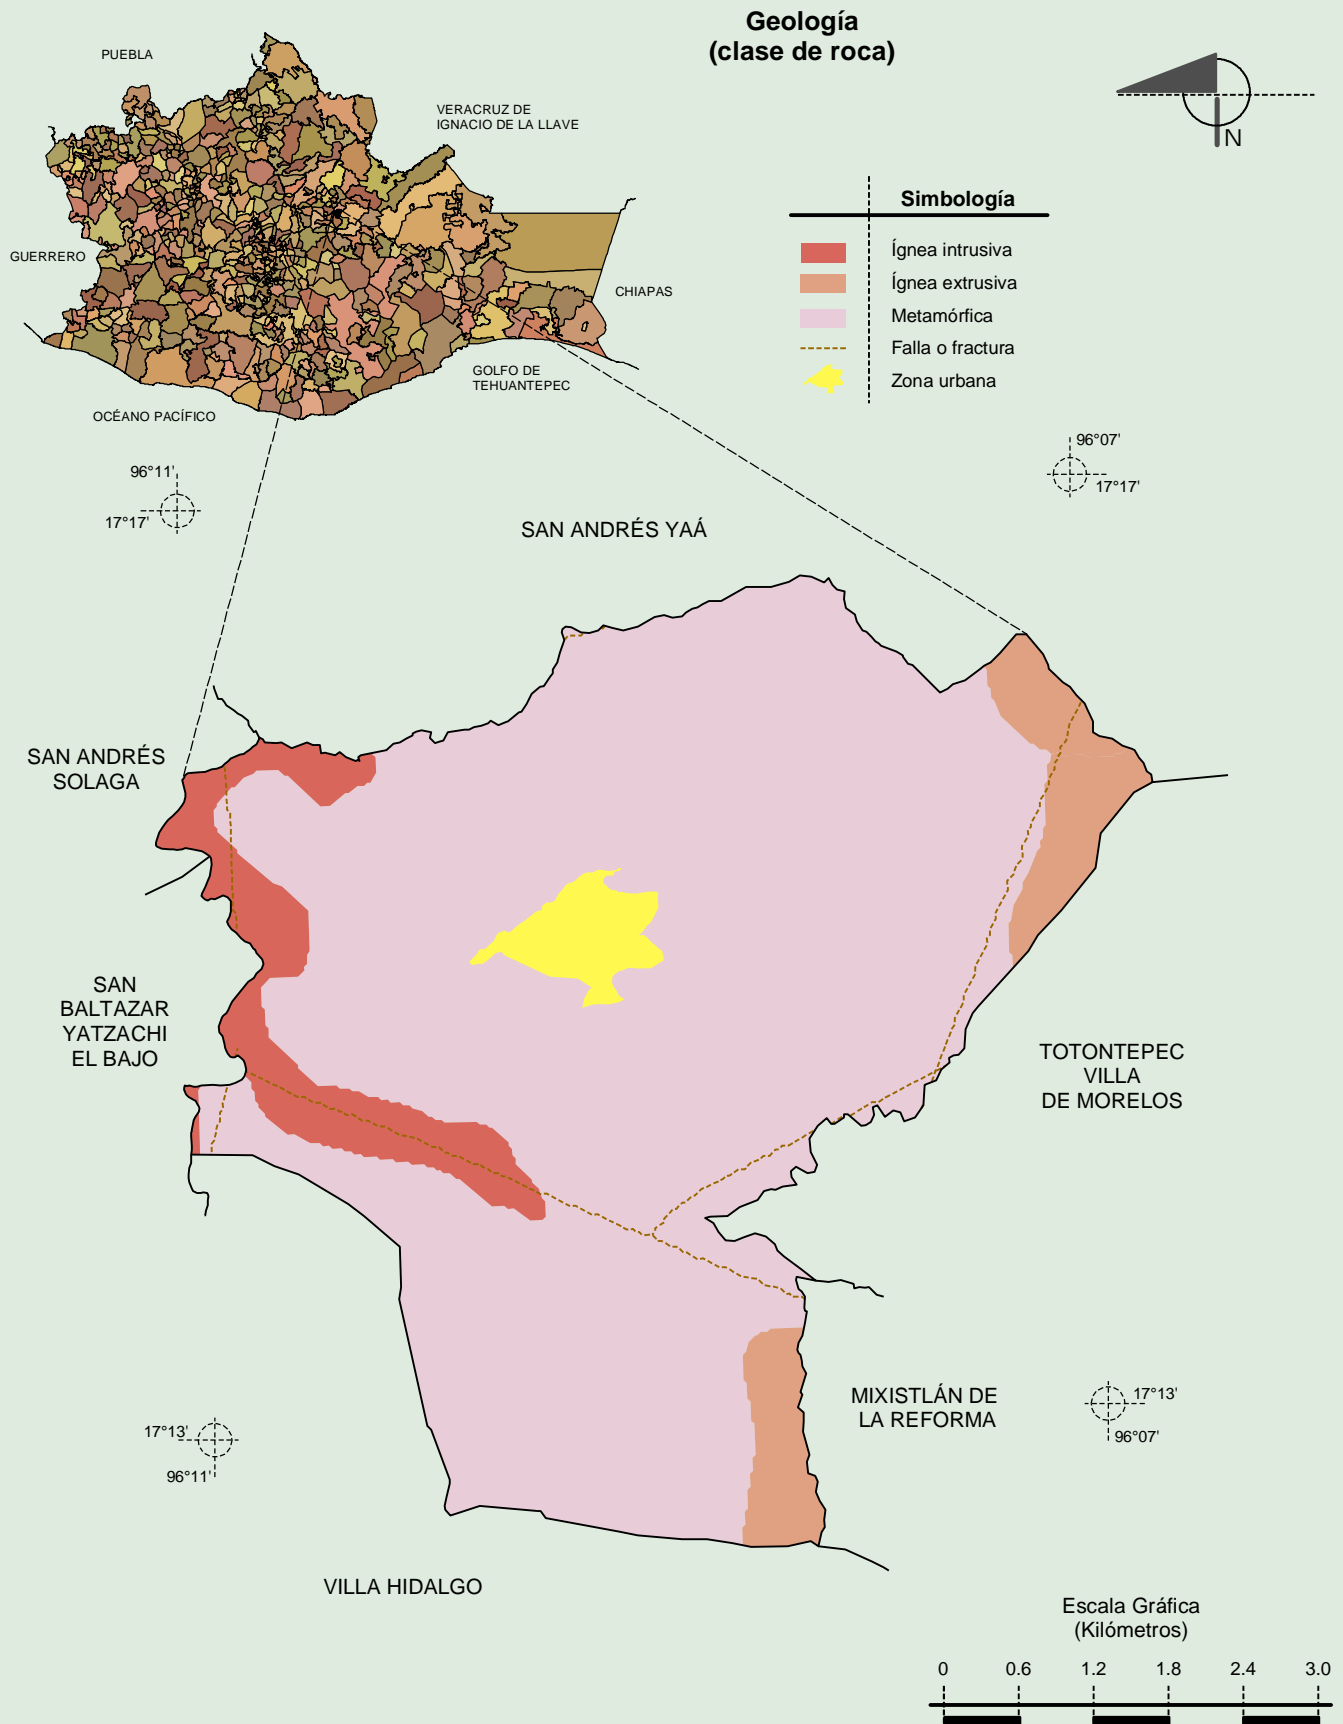 Geología
(clase de roca)
PUEBLA
VERACRUZ DE
IGNACIO DE LA LLAVE
GUERRERO
CHIAPAS
GOLFO DE
TEHUANTEPEC
OCÉANO PACÍFICO
N
Simbología
Ígnea intrusiva
Ígnea extrusiva
Metamórfica
Falla o fractura
Zona urbana
96°11'
17°17'
96°07'
17°17'
SAN ANDRÉS YAÁ
SAN ANDRÉS
SOLAGA
SAN
BALTAZAR
YATZACHI
EL BAJO
TOTONTEPEC
VILLA
DE MORELOS
MIXISTLÁN DE
LA REFORMA
17°13'
96°11'
17°13'
96°07'
VILLA HIDALGO
Escala Gráfica
(Kilómetros)
0 0.6 1.2 1.8 2.4 3.0